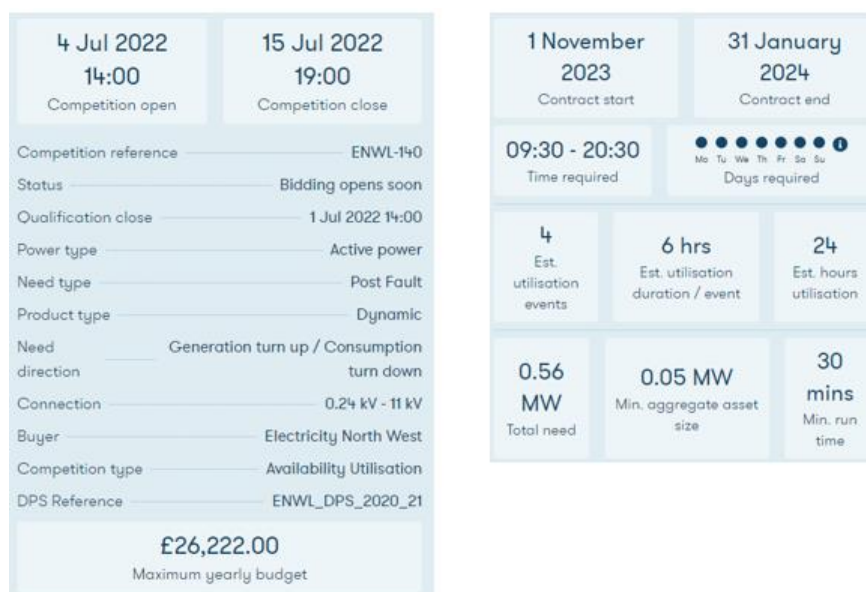 4 Jul 2022
14:00
Competition open
15 Jul 2022
19:00
Competition close
Competition reference ENWL-140
Status Bidding opens soon
Qualification close 1 Jul 2022 14:00
Power type Active power
Need type Post Fault
Product type Dynamic
Need
direction
Generation turn up / Consumption
turn down
Connection 0.24 kV - 11 kV
Buyer Electricity North West
Competition type Availability Utilisation
DPS Reference ENWL_DPS_2020_21
£26,222.00
Maximum yearly budget
1 November
2023
Contract start
31 January
2024
Contract end
09:30 - 20:30
Time required
Mo Tu We Th Fr Sa Su
Days required
4
Est.
utilisation
events
6 hrs
Est. utilisation
duration / event
24
Est. hours
utilisation
0.56
MW
Total need
0.05 MW
Min. aggregate asset
size
30
mins
Min. run
time